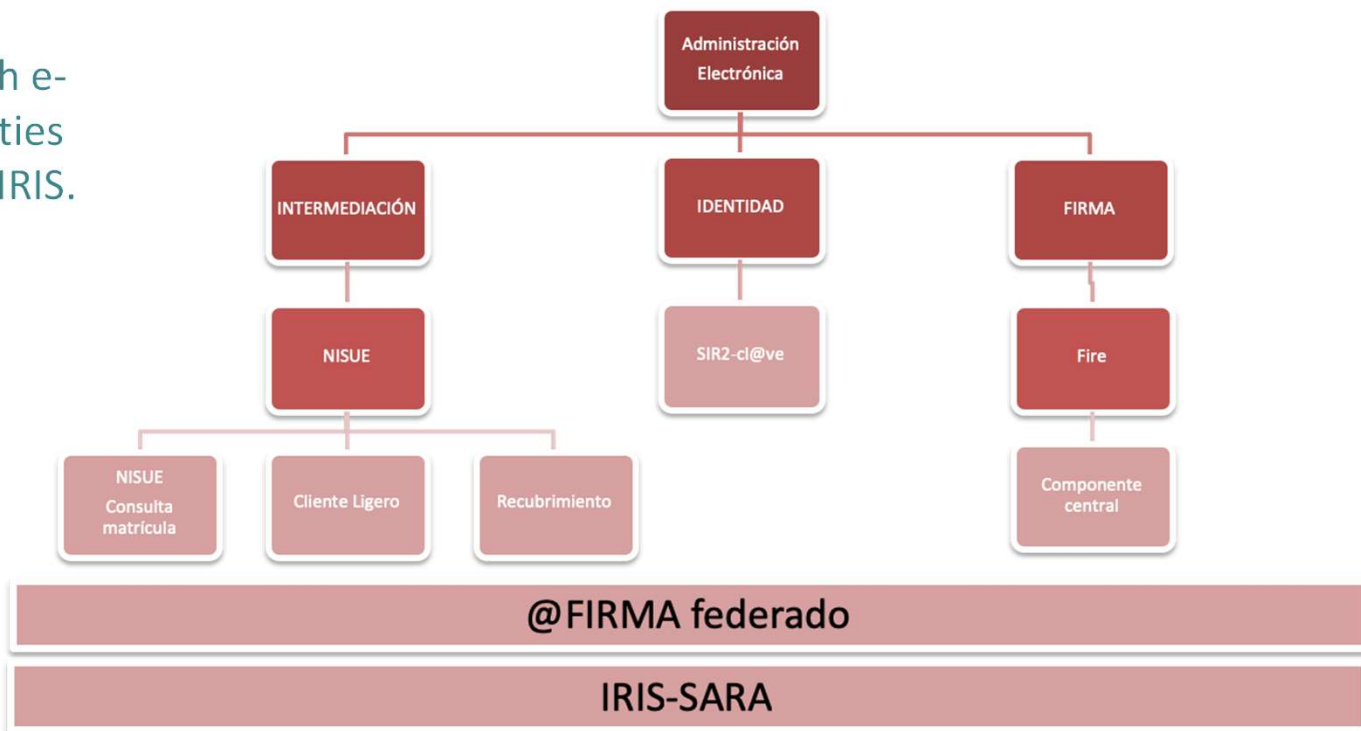 h e-
ties
IRIS.
Administración
Electrónica
INTERMEDIACIÓN
IDENTIDAD
FIRMA
NISUE
SIR2-cl@ve
Fire
NISUE
Consulta
matrícula
Cliente Ligero
Recubrimiento
Componente
central
@FIRMA federado
IRIS-SARA